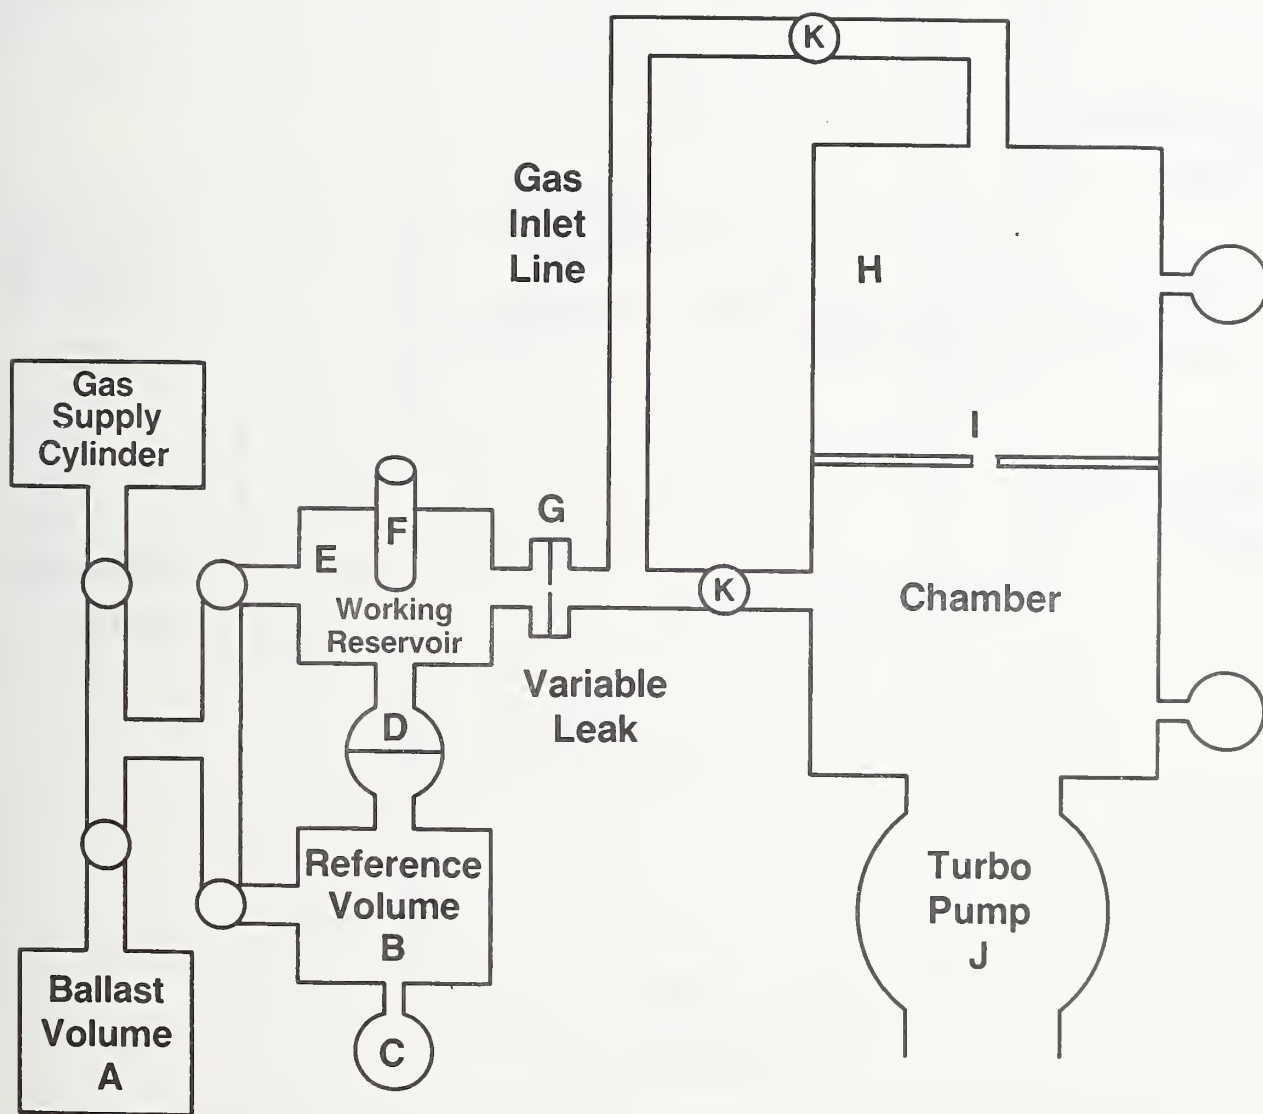 K
Gas
Inlet
Line
H
Gas
Supply
Cylinder
I
G
F
E
Working
Reservoir
K
Chamber
Variable
Leak
D
Reference
Volume
B
Turbo
Pump
J
Ballast
Volume
A
C